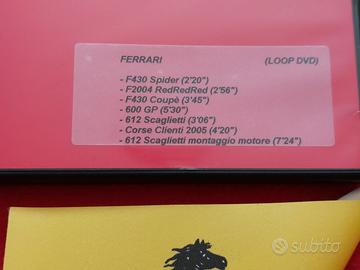 FERRARI (LOOP DVD)
- F430 Spider (2'20")
- F2004 RedRedRed (2'56")
- F430 Coupè (3'45")
- 600 GP (5'30")
- 612 Scaglietti (3'06")
- Corse Clienti 2005 (4'20")
- 612 Scaglietti montaggio motore (7'24")
subito